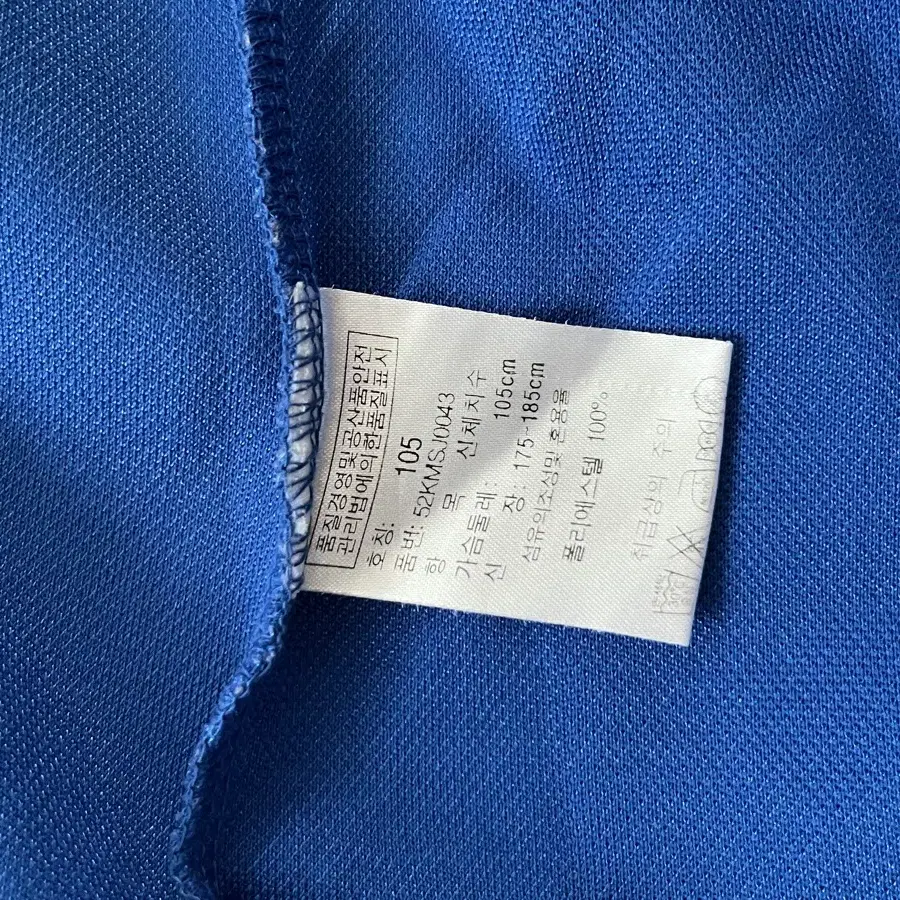 품질경영및공산품안전
관리법에의한품질표시
호칭: 105
품번: 52KMSJ0043
항 목 신체치수
가슴둘레: 105cm
신 장: 175~185cm
섬유의조성및 혼용율
폴리에스텔 100%
취급상의 주의